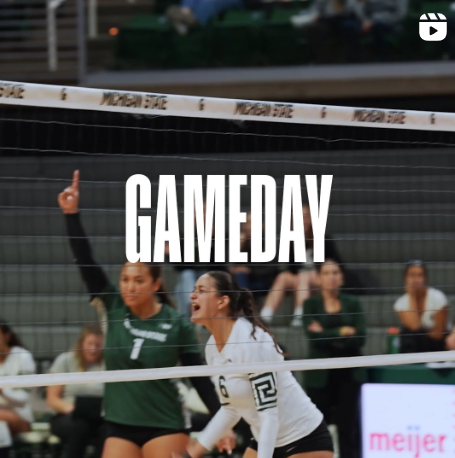 MICHIGAN STATE MICHIGAN STATE MICHIGAN STATE
GAMEDAY
1
6
meijer